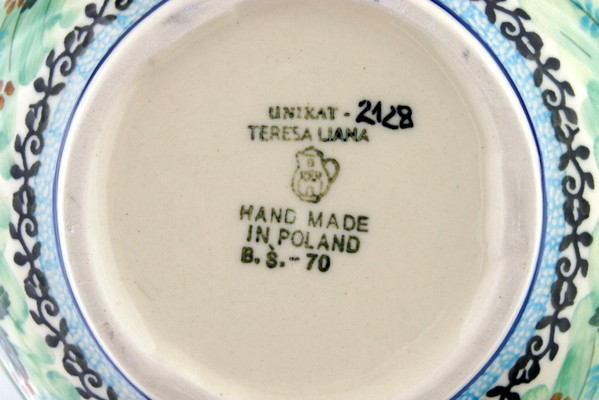 UNIKAT - 2128
TERESA LIANA
HAND MADE
IN POLAND
B.S.-70